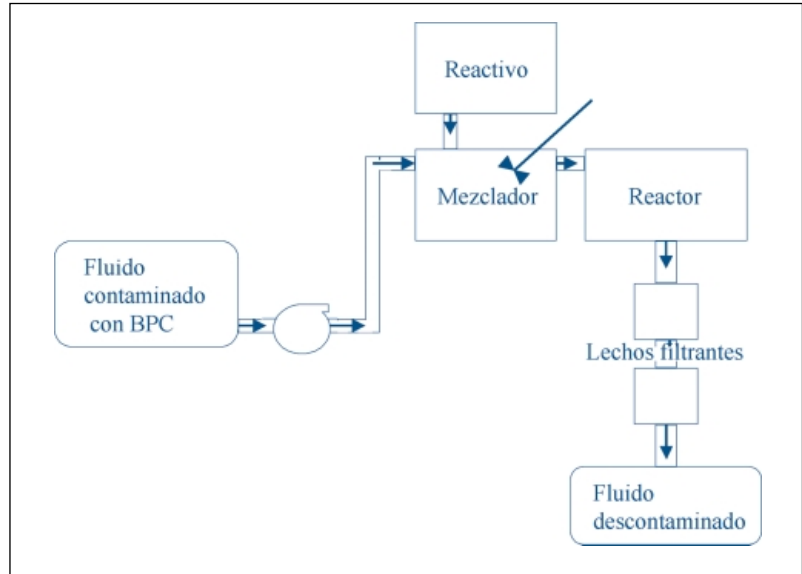 Reactivo
Mezclador
Reactor
Fluido
contaminado
con BPC
Lechos filtrantes
Fluido
descontaminado